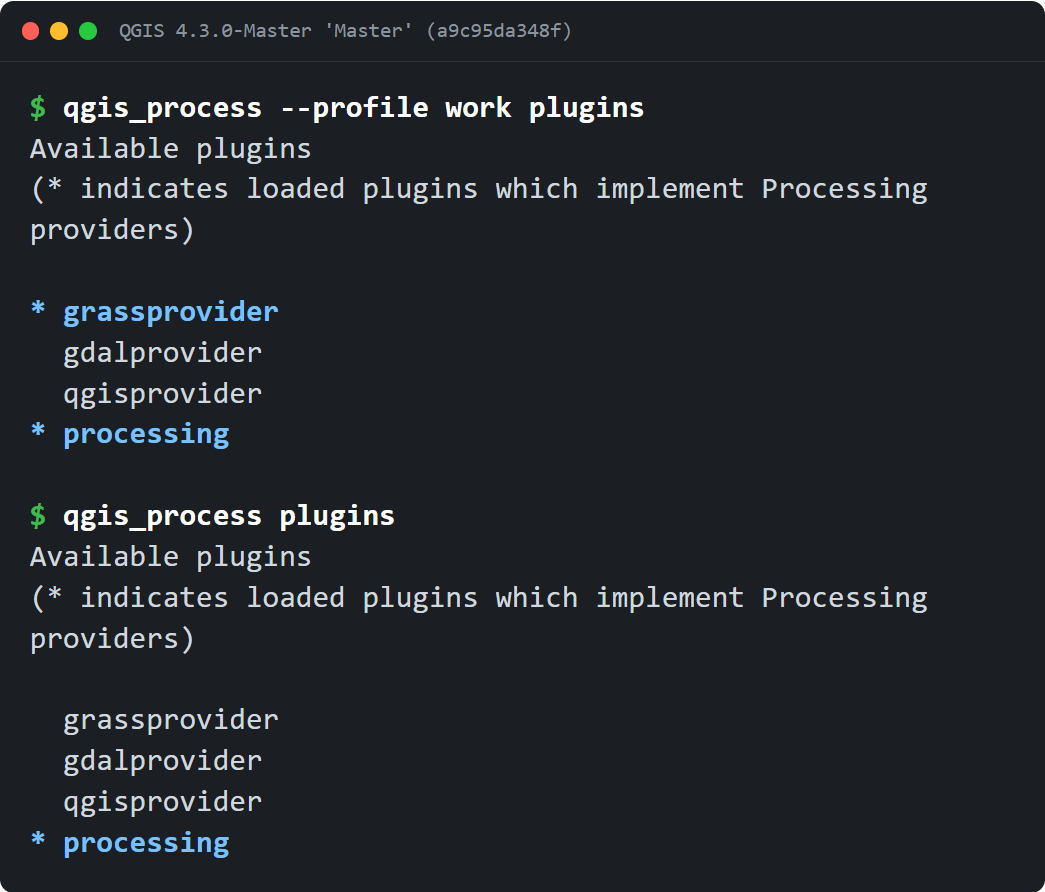 QGIS 4.3.0-Master 'Master' (a9c95da348f)
$ qgis_process --profile work plugins
Available plugins
(* indicates loaded plugins which implement Processing
providers)
* grassprovider
gdalprovider
qgisprovider
* processing
$ qgis_process plugins
Available plugins
(* indicates loaded plugins which implement Processing
providers)
grassprovider
gdalprovider
qgisprovider
* processing